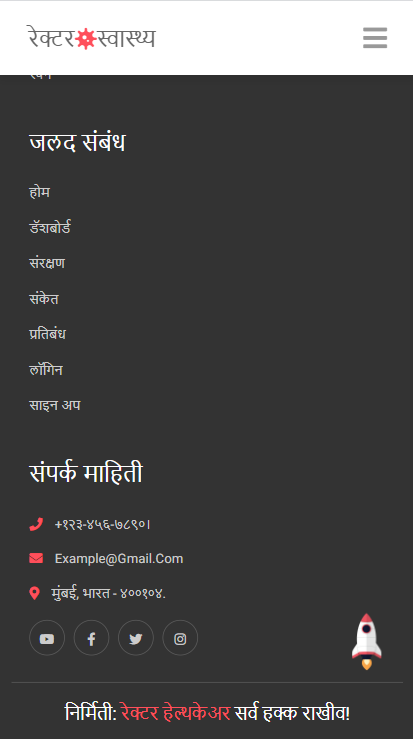 रेक्टर स्वास्थ्य
जलद संबंध
होम
डॅशबोर्ड
संरक्षण
संकेत
प्रतिबंध
लॉगिन
साइन अप
संपर्क माहिती
+१२३-४५६-७८९०।
Example@Gmail.Com
मुंबई, भारत - ४००१०४.
निर्मिती: रेक्टर हेल्थकेअर सर्व हक्क राखीव!